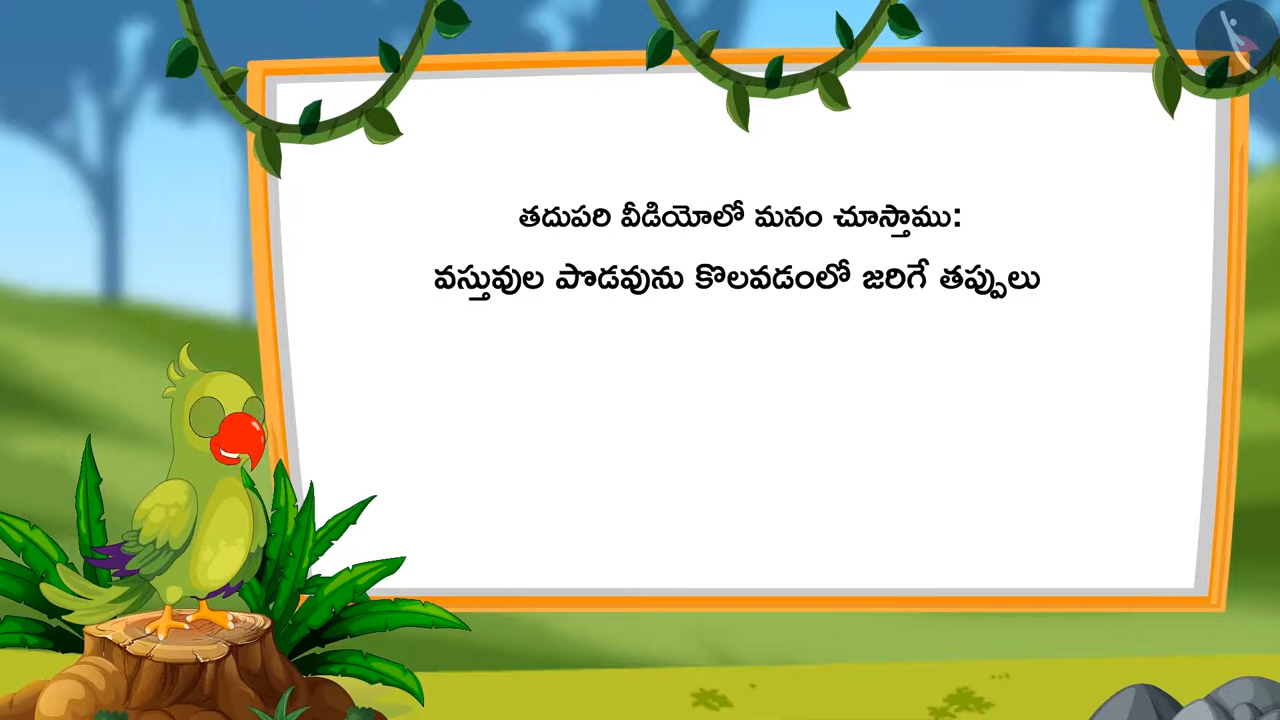 తదుపరి వీడియోలో మనం చూస్తాము:
వస్తువుల పొడవును కొలవడంలో జరిగే తప్పులు